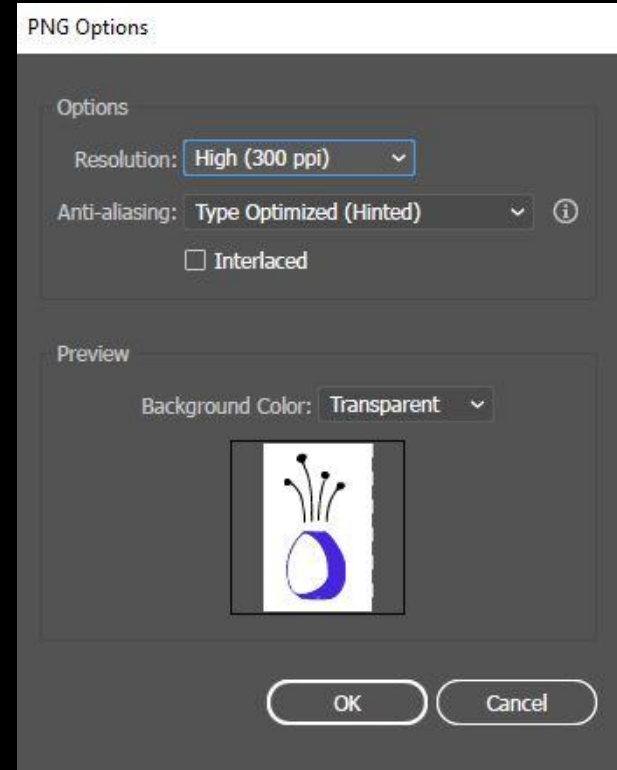 PNG Options
Options
Resolution: High (300 ppi)
Anti-aliasing: Type Optimized (Hinted)
Interlaced
Preview
Background Color: Transparent
OK Cancel